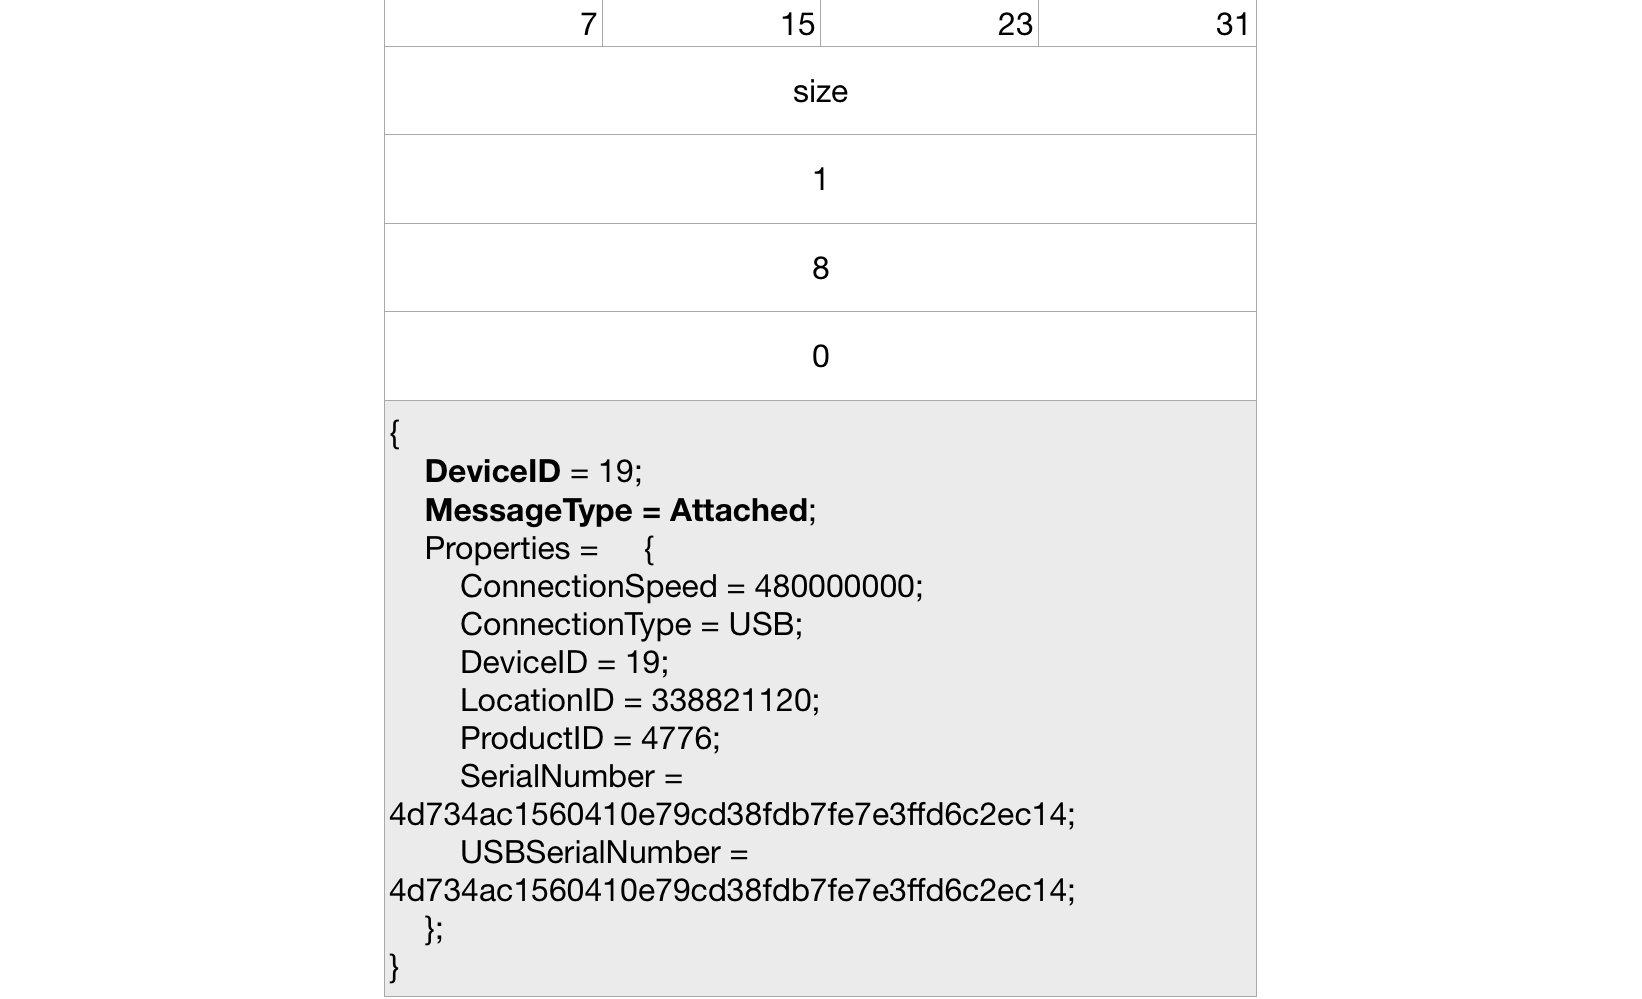 7 15 23 31
size
1
8
0
{
DeviceID = 19;
MessageType = Attached;
Properties = {
ConnectionSpeed = 480000000;
ConnectionType = USB;
DeviceID = 19;
LocationID = 338821120;
ProductID = 4776;
SerialNumber =
4d734ac1560410e79cd38fdb7fe7e3ffd6c2ec14;
USBSerialNumber =
4d734ac1560410e79cd38fdb7fe7e3ffd6c2ec14;
};
}